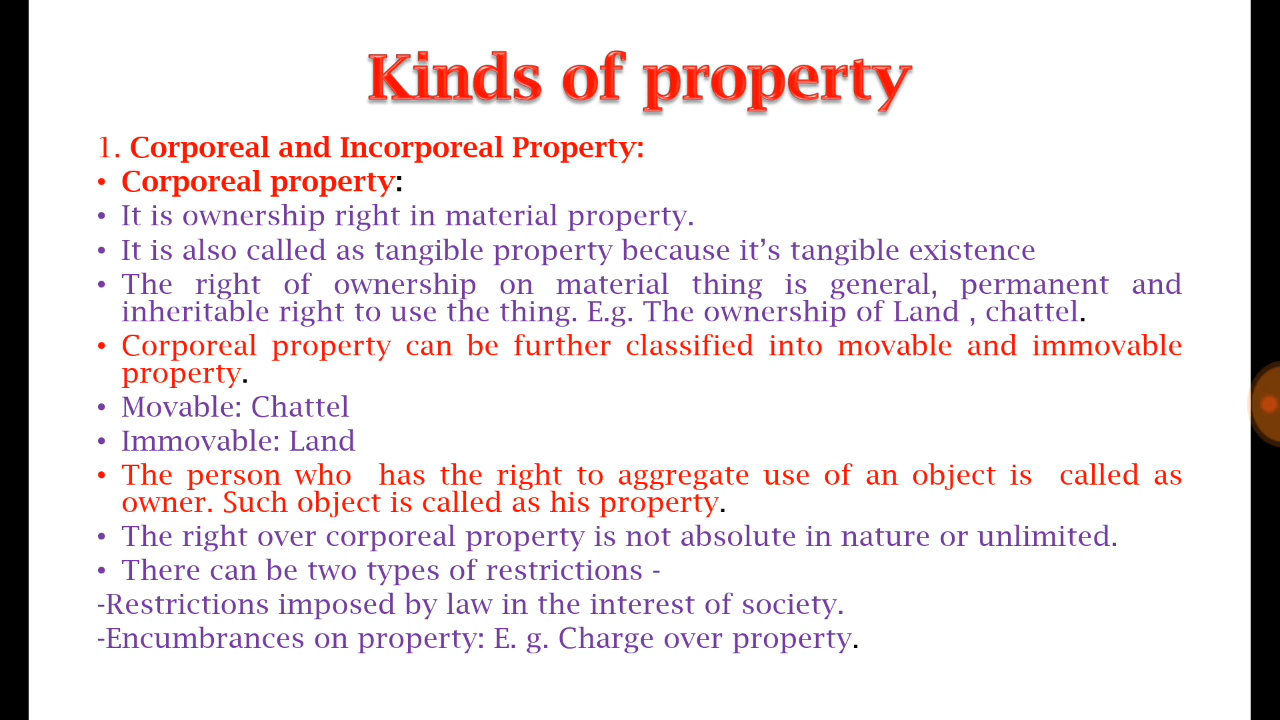 Kinds of property
1. Corporeal and Incorporeal Property:
• Corporeal property:
• It is ownership right in material property.
• It is also called as tangible property because it’s tangible existence
• The right of ownership on material thing is general, permanent and
inheritable right to use the thing. E.g. The ownership of Land , chattel.
• Corporeal property can be further classified into movable and immovable
property.
• Movable: Chattel
• Immovable: Land
• The person who  has the right to aggregate use of an object is  called as
owner. Such object is called as his property.
• The right over corporeal property is not absolute in nature or unlimited.
• There can be two types of restrictions -
-Restrictions imposed by law in the interest of society.
-Encumbrances on property: E. g. Charge over property.